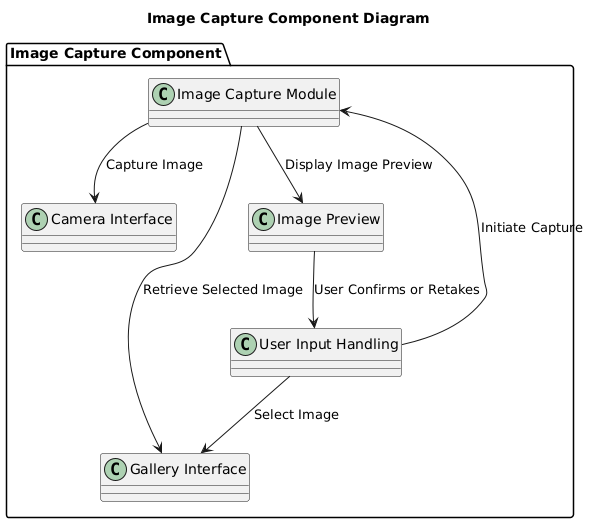 Image Capture Component Diagram
Image Capture Component
C Image Capture Module
Capture Image
Display Image Preview
C Camera Interface
C Image Preview
Initiate Capture
Retrieve Selected Image
User Confirms or Retakes
C User Input Handling
Select Image
C Gallery Interface